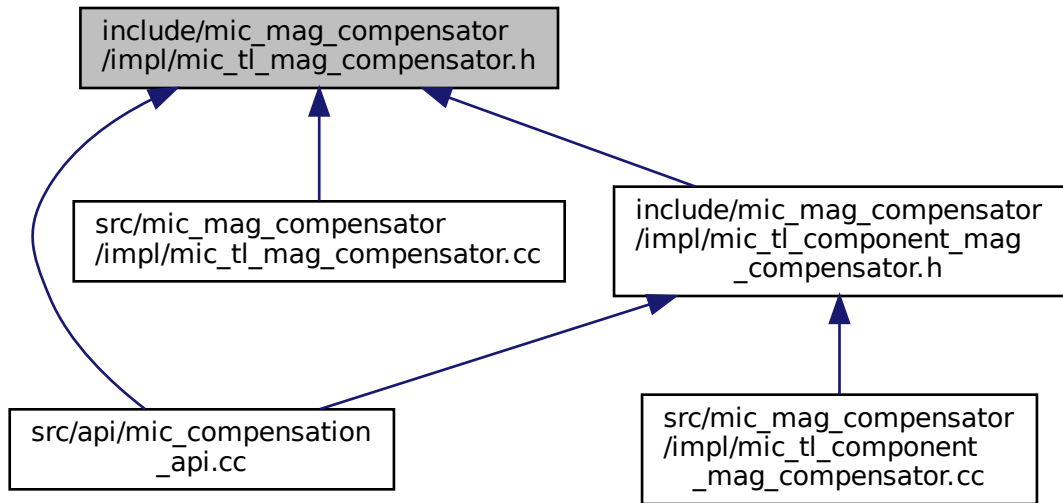 include/mic_mag_compensator
/impl/mic_tl_mag_compensator.h
src/mic_mag_compensator
/impl/mic_tl_mag_compensator.cc
include/mic_mag_compensator
/impl/mic_tl_component_mag
_compensator.h
src/api/mic_compensation
_api.cc
src/mic_mag_compensator
/impl/mic_tl_component
_mag_compensator.cc